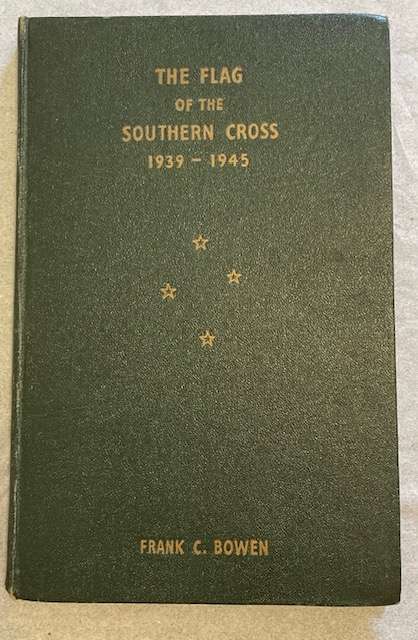 THE FLAG
OF THE
SOUTHERN CROSS
1939 - 1945
FRANK C. BOWEN